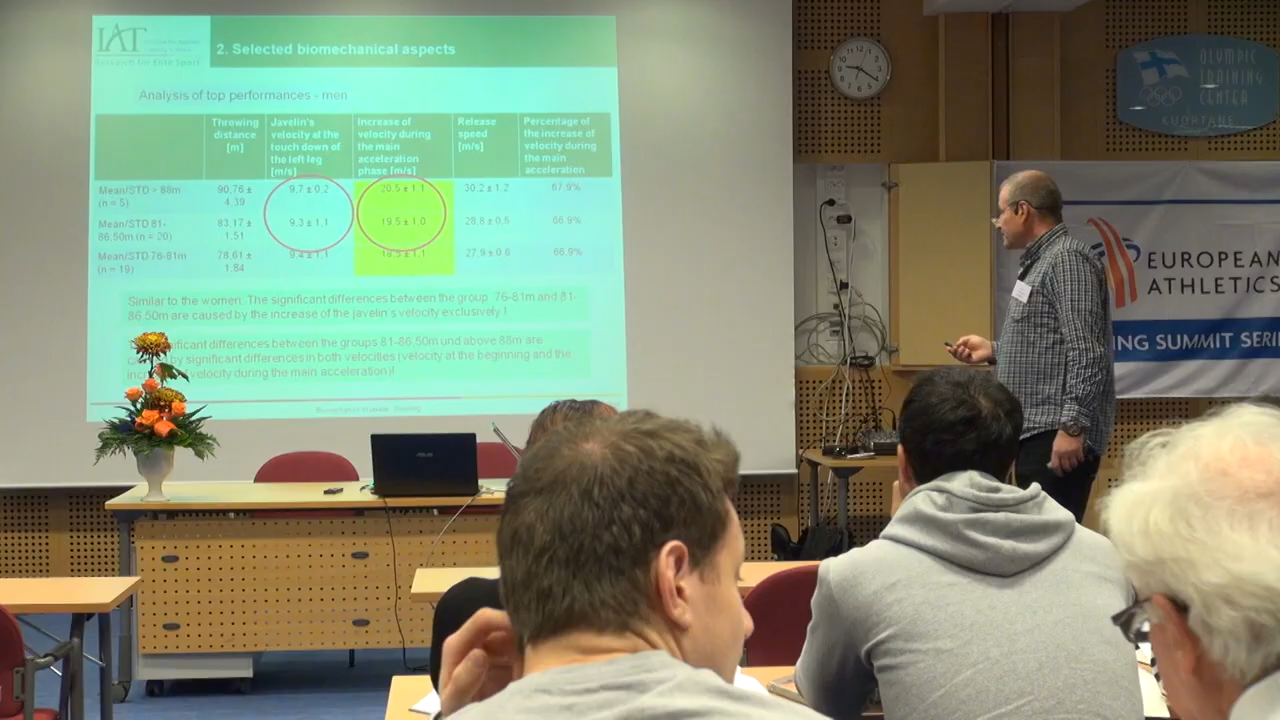 IAT
Research for Elite Sport
2. Selected biomechanical aspects
Analysis of top performances - men
Throwing distance [m]
Javelin's velocity at the touch down of the left leg [m/s]
Increase of velocity during the main acceleration phase [m/s]
Release speed [m/s]
Percentage of the increase of velocity during the main acceleration
Mean/STD > 88m (n = 5) 90,76 ± 4,39 9,7 ± 0,2 20,5 ± 1,1 30,2 ± 1,2 67,9%
Mean/STD 81-86,50m (n = 20) 83,17 ± 1,51 9,3 ± 1,1 19,5 ± 1,0 28,8 ± 0,5 66,9%
Mean/STD 76-81m (n = 19) 78,61 ± 1,84 9,4 ± 1,1 18,5 ± 1,1 27,9 ± 0,6 66,9%
Similar to the women: The significant differences between the group 76-81m and 81-
86,50m are caused by the increase of the javelin's velocity exclusively !
significant differences between the groups 81-86,50m und above 88m are
by significant differences in both velocities (velocity at the beginning and the
velocity during the main acceleration)!
OLYMPIC
TRAINING
CENTER
KUORTANE
EUROPEAN
ATHLETICS
ING SUMMIT SERI
ASUS